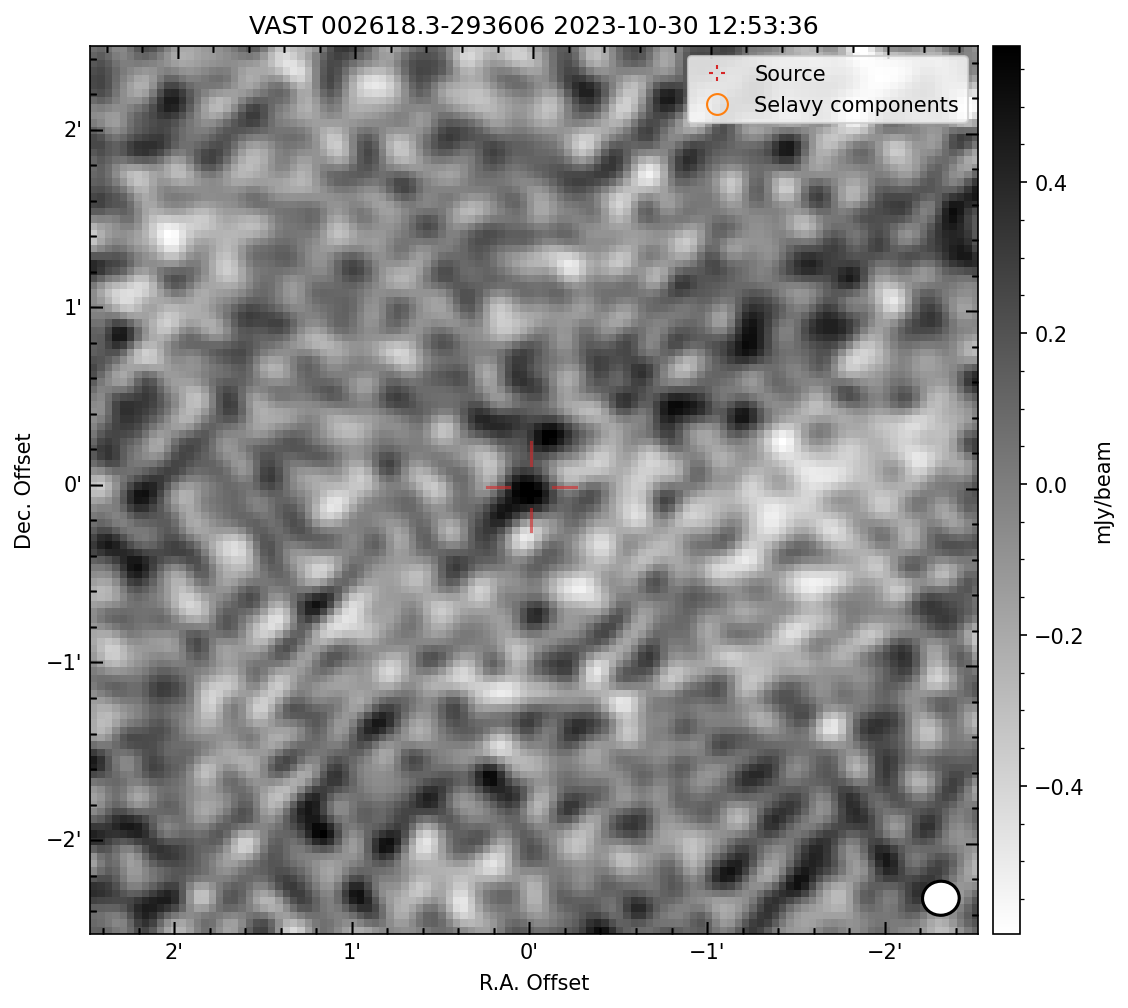 VAST 002618.3-293606 2023-10-30 12:53:36
Source
Selavy components
2'
1'
0'
−1'
−2'
Dec. Offset
2'
1'
0'
−1'
−2'
R.A. Offset
0.4
0.2
0.0
−0.2
−0.4
mJy/beam